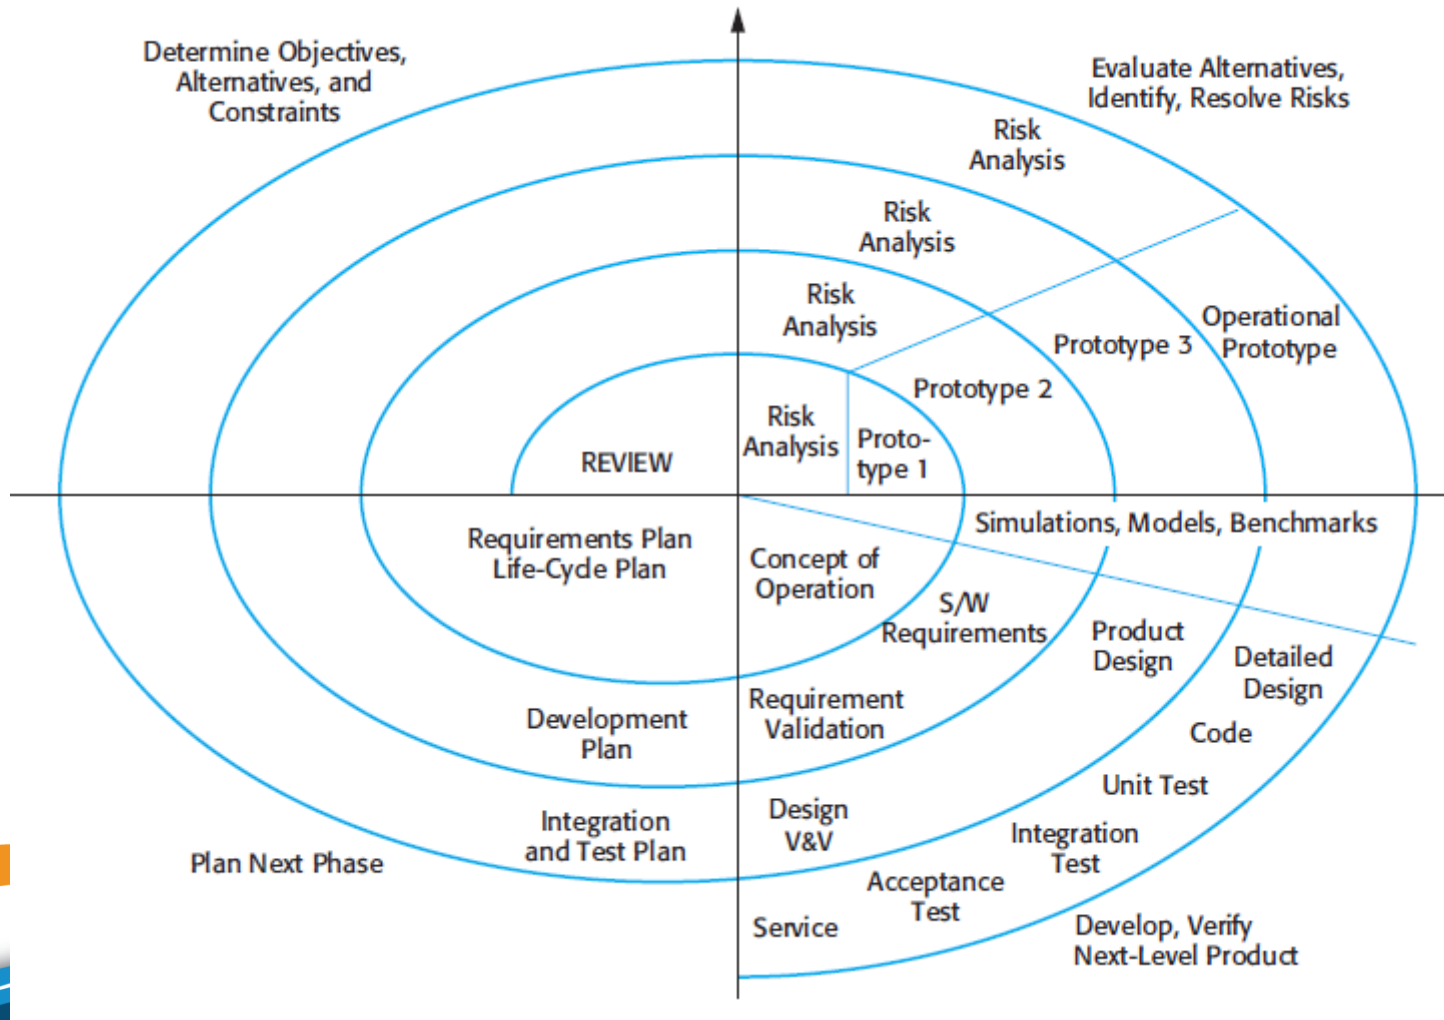 Determine Objectives,
Alternatives, and
Constraints
Evaluate Alternatives,
Identify, Resolve Risks
Risk
Analysis
Risk
Analysis
Risk
Analysis
Risk
Analysis
Proto-
type 1
Prototype 2
Prototype 3
Operational
Prototype
REVIEW
Requirements Plan
Life-Cycle Plan
Simulations, Models, Benchmarks
Concept of
Operation
S/W
Requirements
Product
Design
Detailed
Design
Development
Plan
Requirement
Validation
Code
Unit Test
Integration
and Test Plan
Design
V&V
Integration
Test
Plan Next Phase
Acceptance
Test
Service
Develop, Verify
Next-Level Product